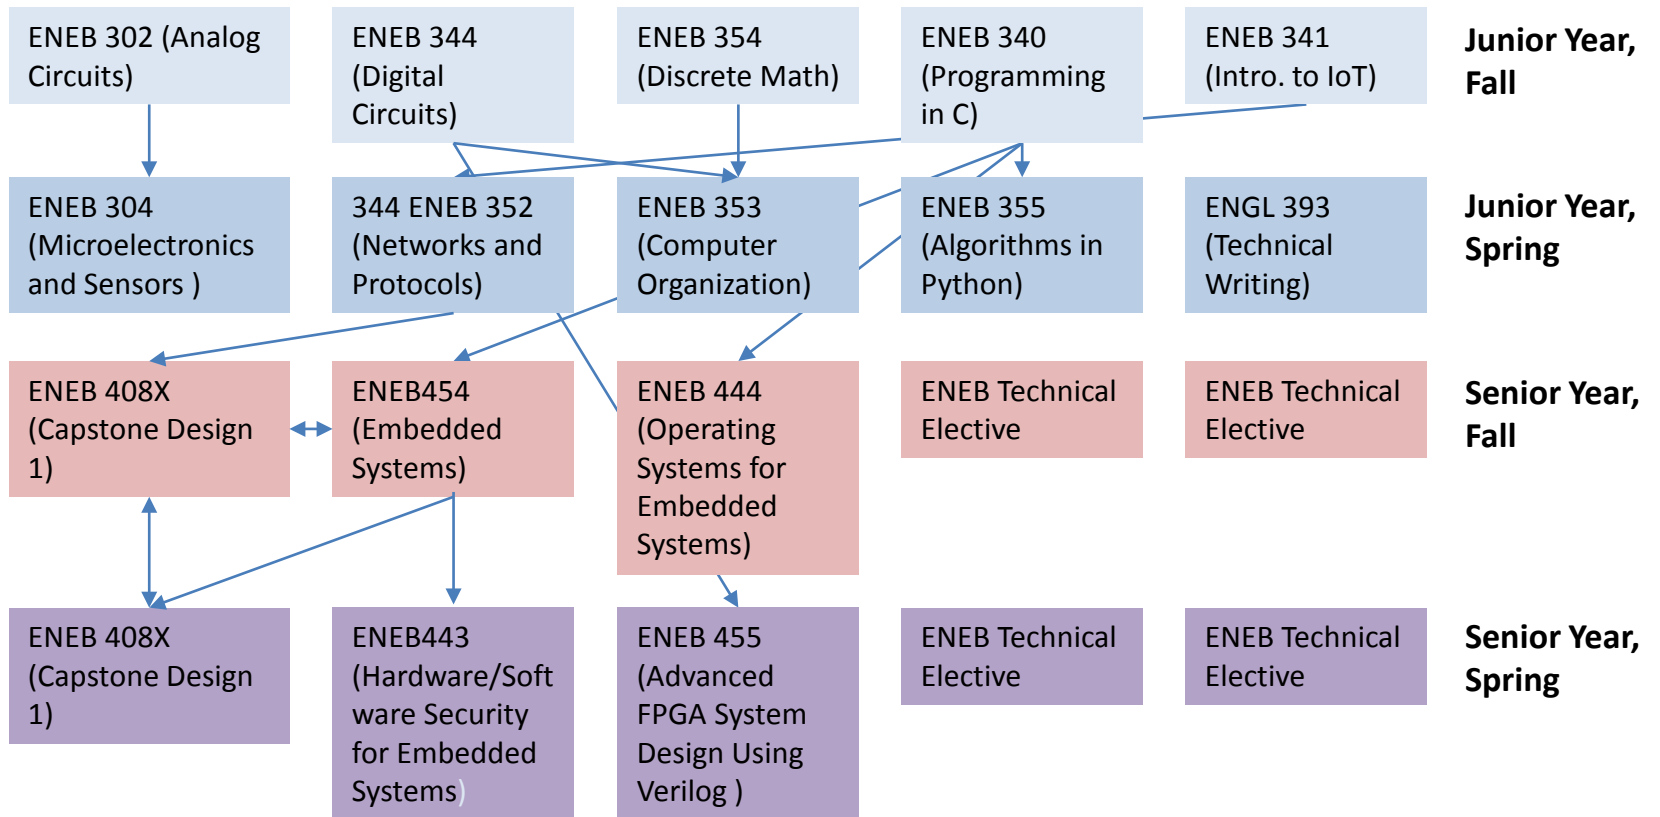 ENEB 302 (Analog
Circuits)
ENEB 344
(Digital
Circuits)
ENEB 354
(Discrete Math)
ENEB 340
(Programming
in C)
ENEB 341
(Intro. to IoT)
Junior Year,
Fall
ENEB 304
(Microelectronics
and Sensors )
344 ENEB 352
(Networks and
Protocols)
ENEB 353
(Computer
Organization)
ENEB 355
(Algorithms in
Python)
ENGL 393
(Technical
Writing)
Junior Year,
Spring
ENEB 408X
(Capstone Design
1)
ENEB454
(Embedded
Systems)
ENEB 444
(Operating
Systems for
Embedded
Systems)
ENEB Technical
Elective
ENEB Technical
Elective
Senior Year,
Fall
ENEB 408X
(Capstone Design
1)
ENEB443
(Hardware/Soft
ware Security
for Embedded
Systems)
ENEB 455
(Advanced
FPGA System
Design Using
Verilog )
ENEB Technical
Elective
ENEB Technical
Elective
Senior Year,
Spring